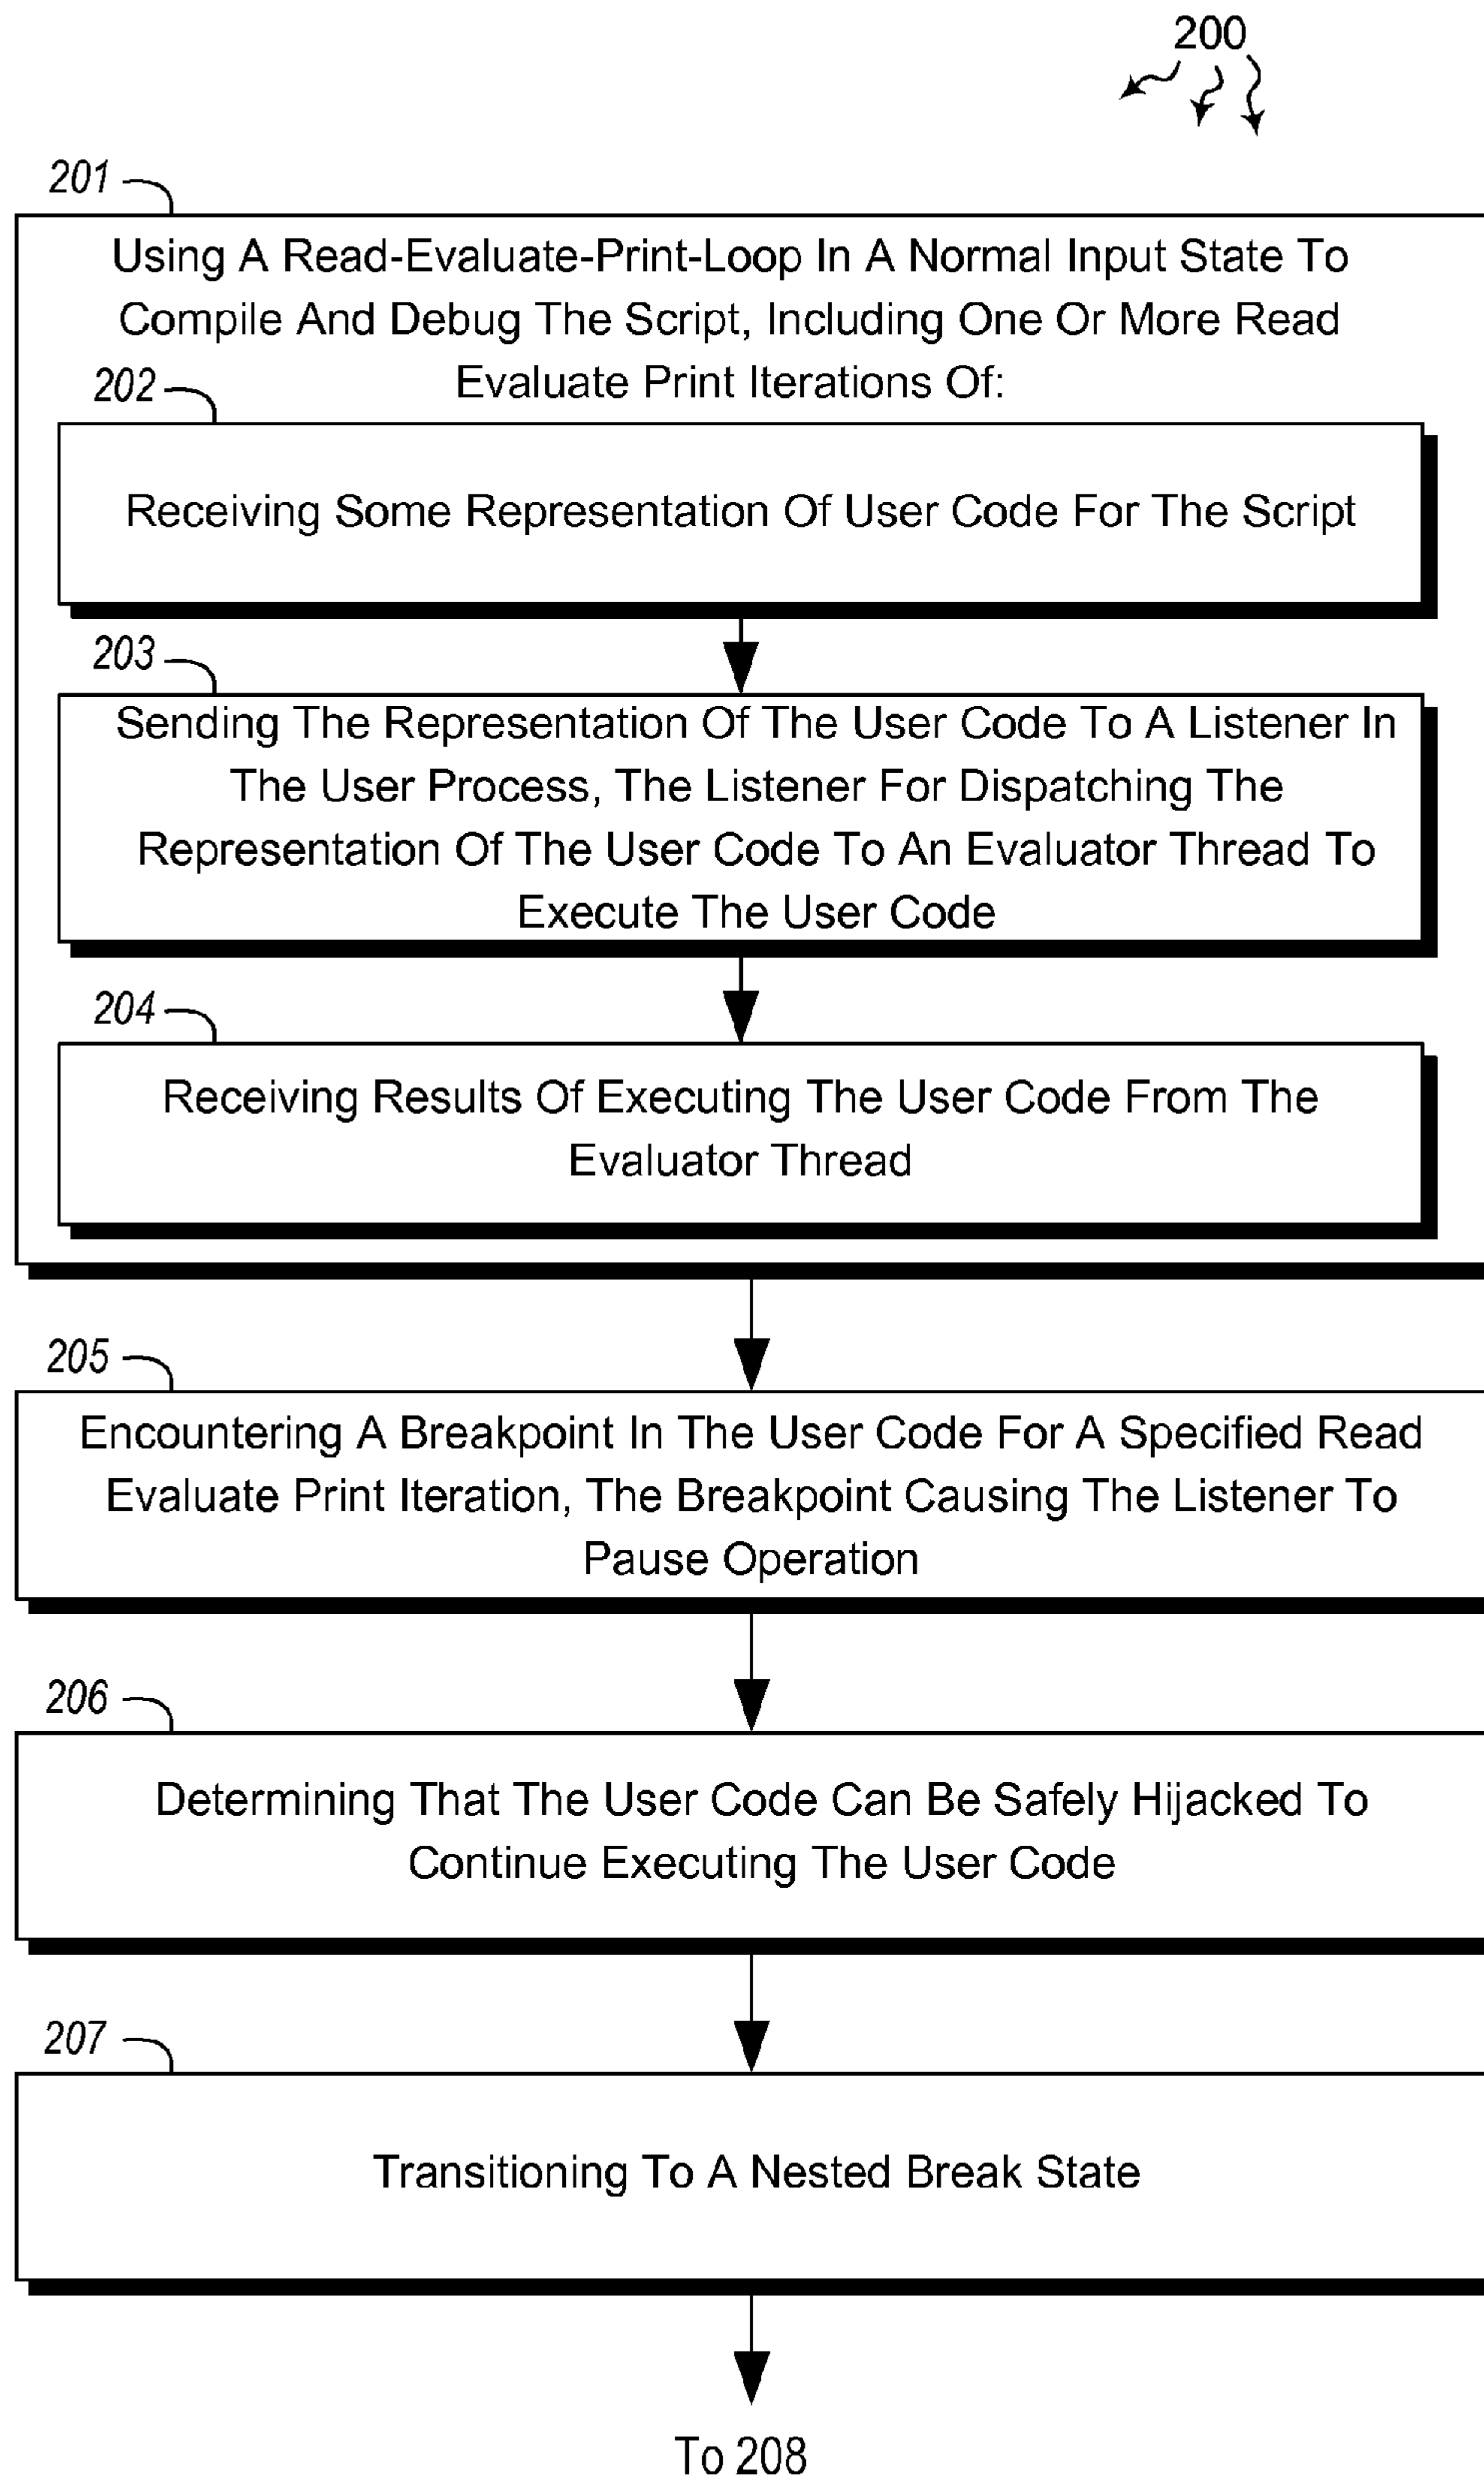 200
201
Using A Read-Evaluate-Print-Loop In A Normal Input State To
Compile And Debug The Script, Including One Or More Read
Evaluate Print Iterations Of:
202
Receiving Some Representation Of User Code For The Script
203
Sending The Representation Of The User Code To A Listener In
The User Process, The Listener For Dispatching The
Representation Of The User Code To An Evaluator Thread To
Execute The User Code
204
Receiving Results Of Executing The User Code From The
Evaluator Thread
205
Encountering A Breakpoint In The User Code For A Specified Read
Evaluate Print Iteration, The Breakpoint Causing The Listener To
Pause Operation
206
Determining That The User Code Can Be Safely Hijacked To
Continue Executing The User Code
207
Transitioning To A Nested Break State
To 208